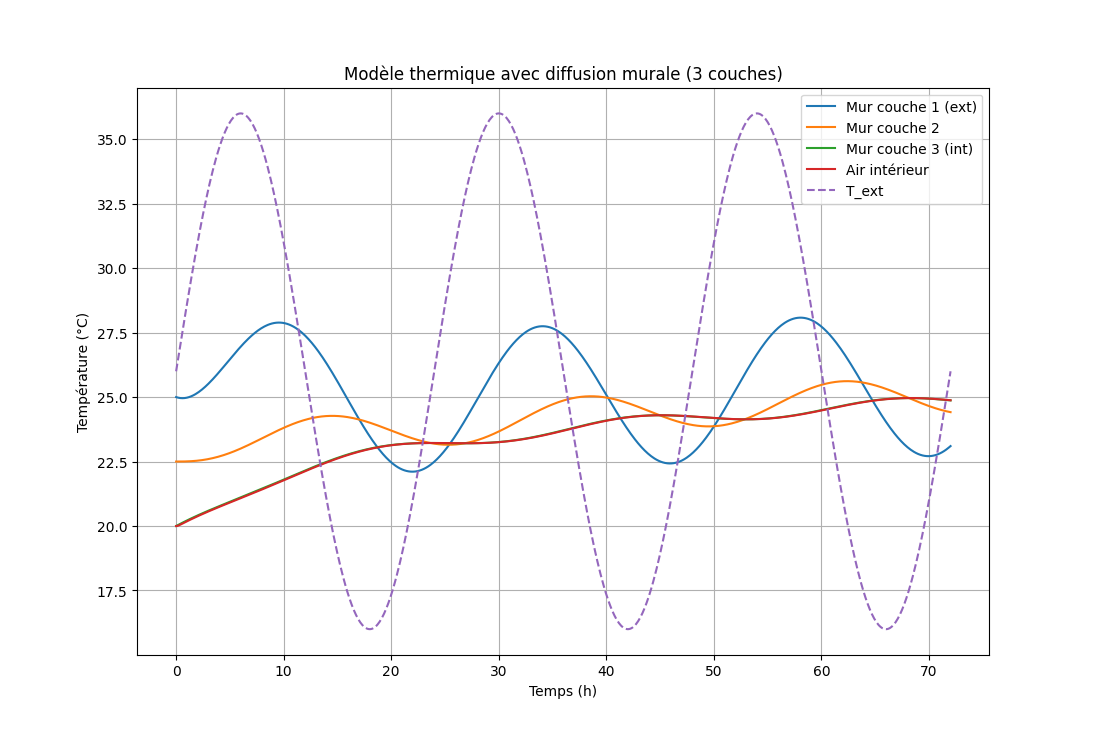 Modèle thermique avec diffusion murale (3 couches)
Mur couche 1 (ext)
Mur couche 2
Mur couche 3 (int)
Air intérieur
T_ext
Température (°C)
35.0
32.5
30.0
27.5
25.0
22.5
20.0
17.5
0 10 20 30 40 50 60 70
Temps (h)